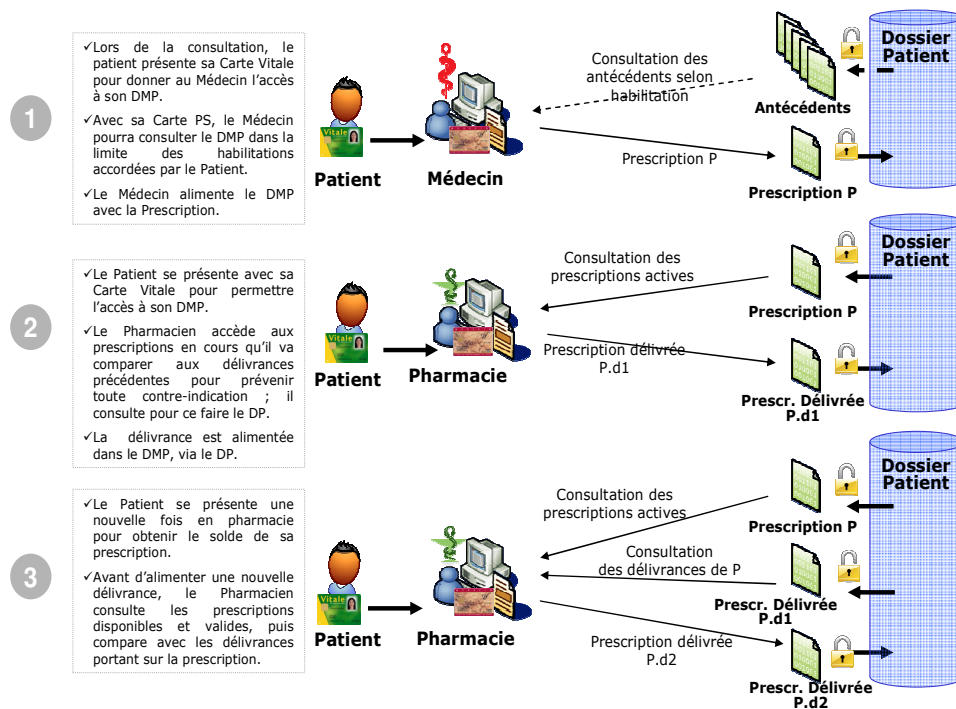 1
✓Lors de la consultation, le
patient présente sa Carte Vitale
pour donner au Médecin l'accès
à son DMP.
✓Avec sa Carte PS, le Médecin
pourra consulter le DMP dans la
limite des habilitations
accordées par le Patient.
✓Le Médecin alimente le DMP
avec la Prescription.
Vitale
Patient
Médecin
Consultation des
antécédents selon
habilitation
Prescription P
Antécédents
Prescription P
Dossier
Patient
2
✓Le Patient se présente avec sa
Carte Vitale pour permettre
l'accès à son DMP.
✓Le Pharmacien accède aux
prescriptions en cours qu'il va
comparer aux délivrances
précédentes pour prévenir
toute contre-indication ; il
consulte pour ce faire le DP.
✓La délivrance est alimentée
dans le DMP, via le DP.
Vitale
Patient
Pharmacie
Consultation des
prescriptions actives
Prescription délivrée
P.d1
Prescription P
Prescr. Délivrée
P.d1
Dossier
Patient
3
✓Le Patient se présente une
nouvelle fois en pharmacie
pour obtenir le solde de sa
prescription.
✓Avant d'alimenter une nouvelle
délivrance, le Pharmacien
consulte les prescriptions
disponibles et valides, puis
compare avec les délivrances
portant sur la prescription.
Vitale
Patient
Pharmacie
Consultation des
prescriptions actives
Consultation
des délivrances de P
Prescription délivrée
P.d2
Prescription P
Prescr. Délivrée
P.d1
Prescr. Délivrée
P.d2
Dossier
Patient